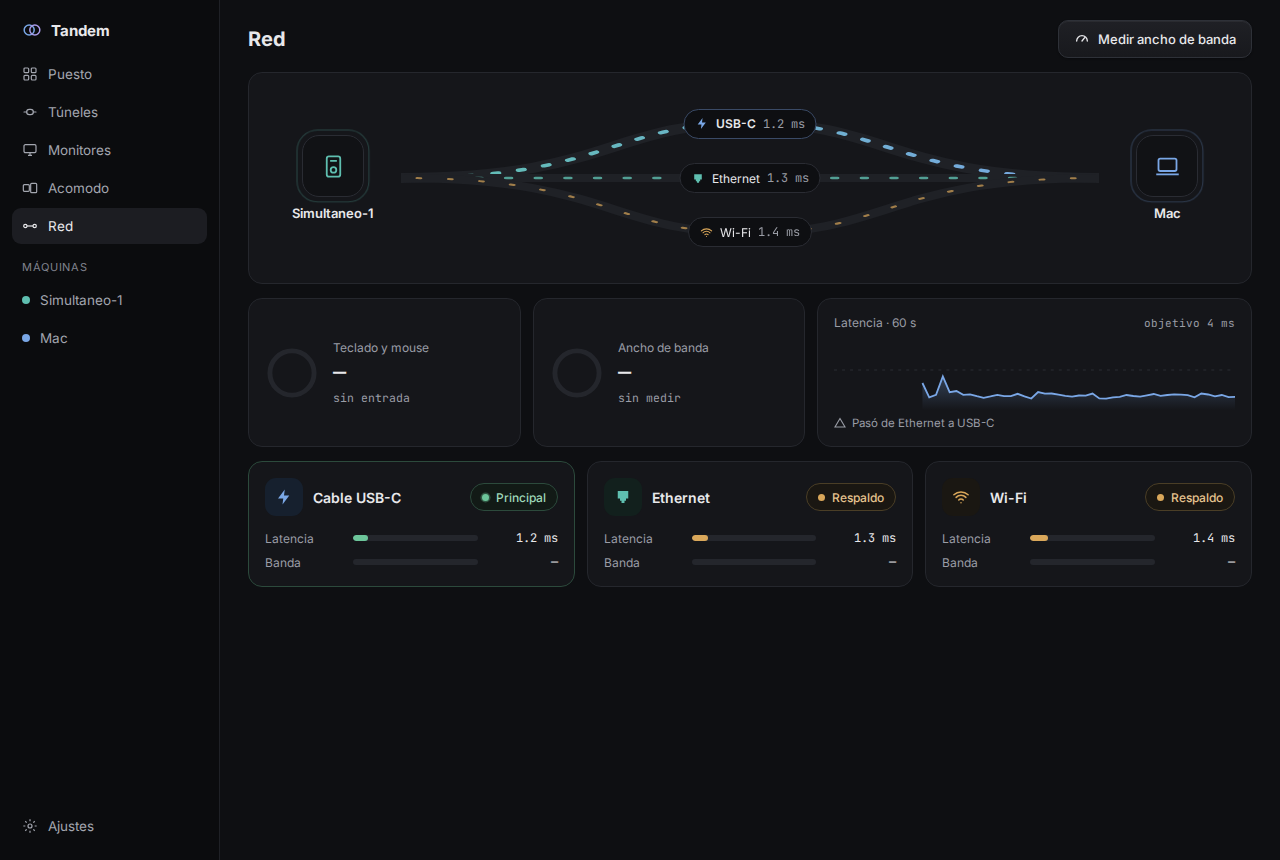 Tandem
Puesto
Túneles
Monitores
Acomodo
Red
MÁQUINAS
Simultaneo-1
Mac
Ajustes
Red
Medir ancho de banda
USB-C 1.2 ms
Ethernet 1.3 ms
Wi-Fi 1.4 ms
Simultaneo-1
Mac
Teclado y mouse
—
sin entrada
Ancho de banda
—
sin medir
Latencia · 60 s
objetivo 4 ms
Pasó de Ethernet a USB-C
Cable USB-C
Principal
Latencia 1.2 ms
Banda —
Ethernet
Respaldo
Latencia 1.3 ms
Banda —
Wi-Fi
Respaldo
Latencia 1.4 ms
Banda —